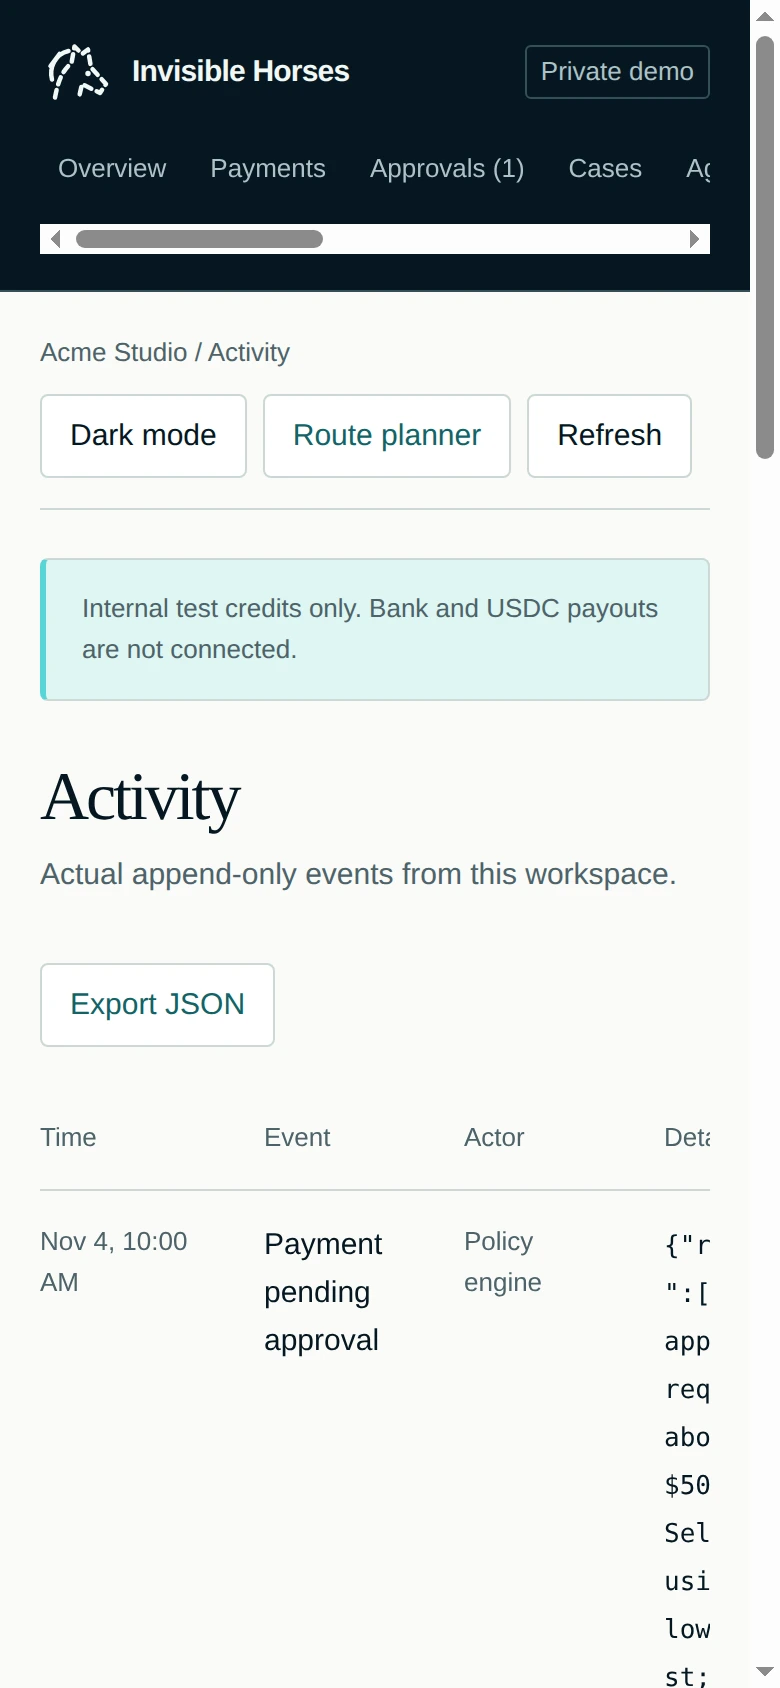 Invisible Horses
Private demo
Overview Payments Approvals (1) Cases Ag
Acme Studio / Activity
Dark mode
Route planner
Refresh
Internal test credits only. Bank and USDC payouts
are not connected.
Activity
Actual append-only events from this workspace.
Export JSON
Time Event Actor Deta
Nov 4, 10:00
AM
Payment
pending
approval
Policy
engine
{"r
":[
app
req
abo
$50
Sel
usi
low
st;